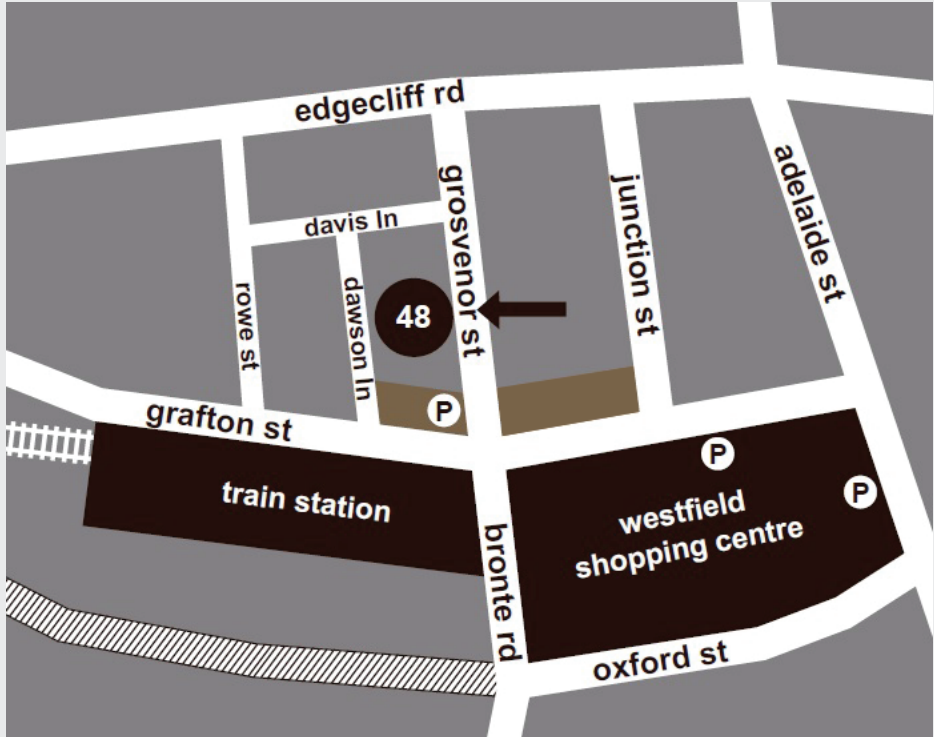 edgecliff rd
davis ln
grosvenor st
junction st
adelaide st
rowe st
dawson ln
48
P
grafton st
train station
P
P
westfield
shopping centre
bronte rd
oxford st